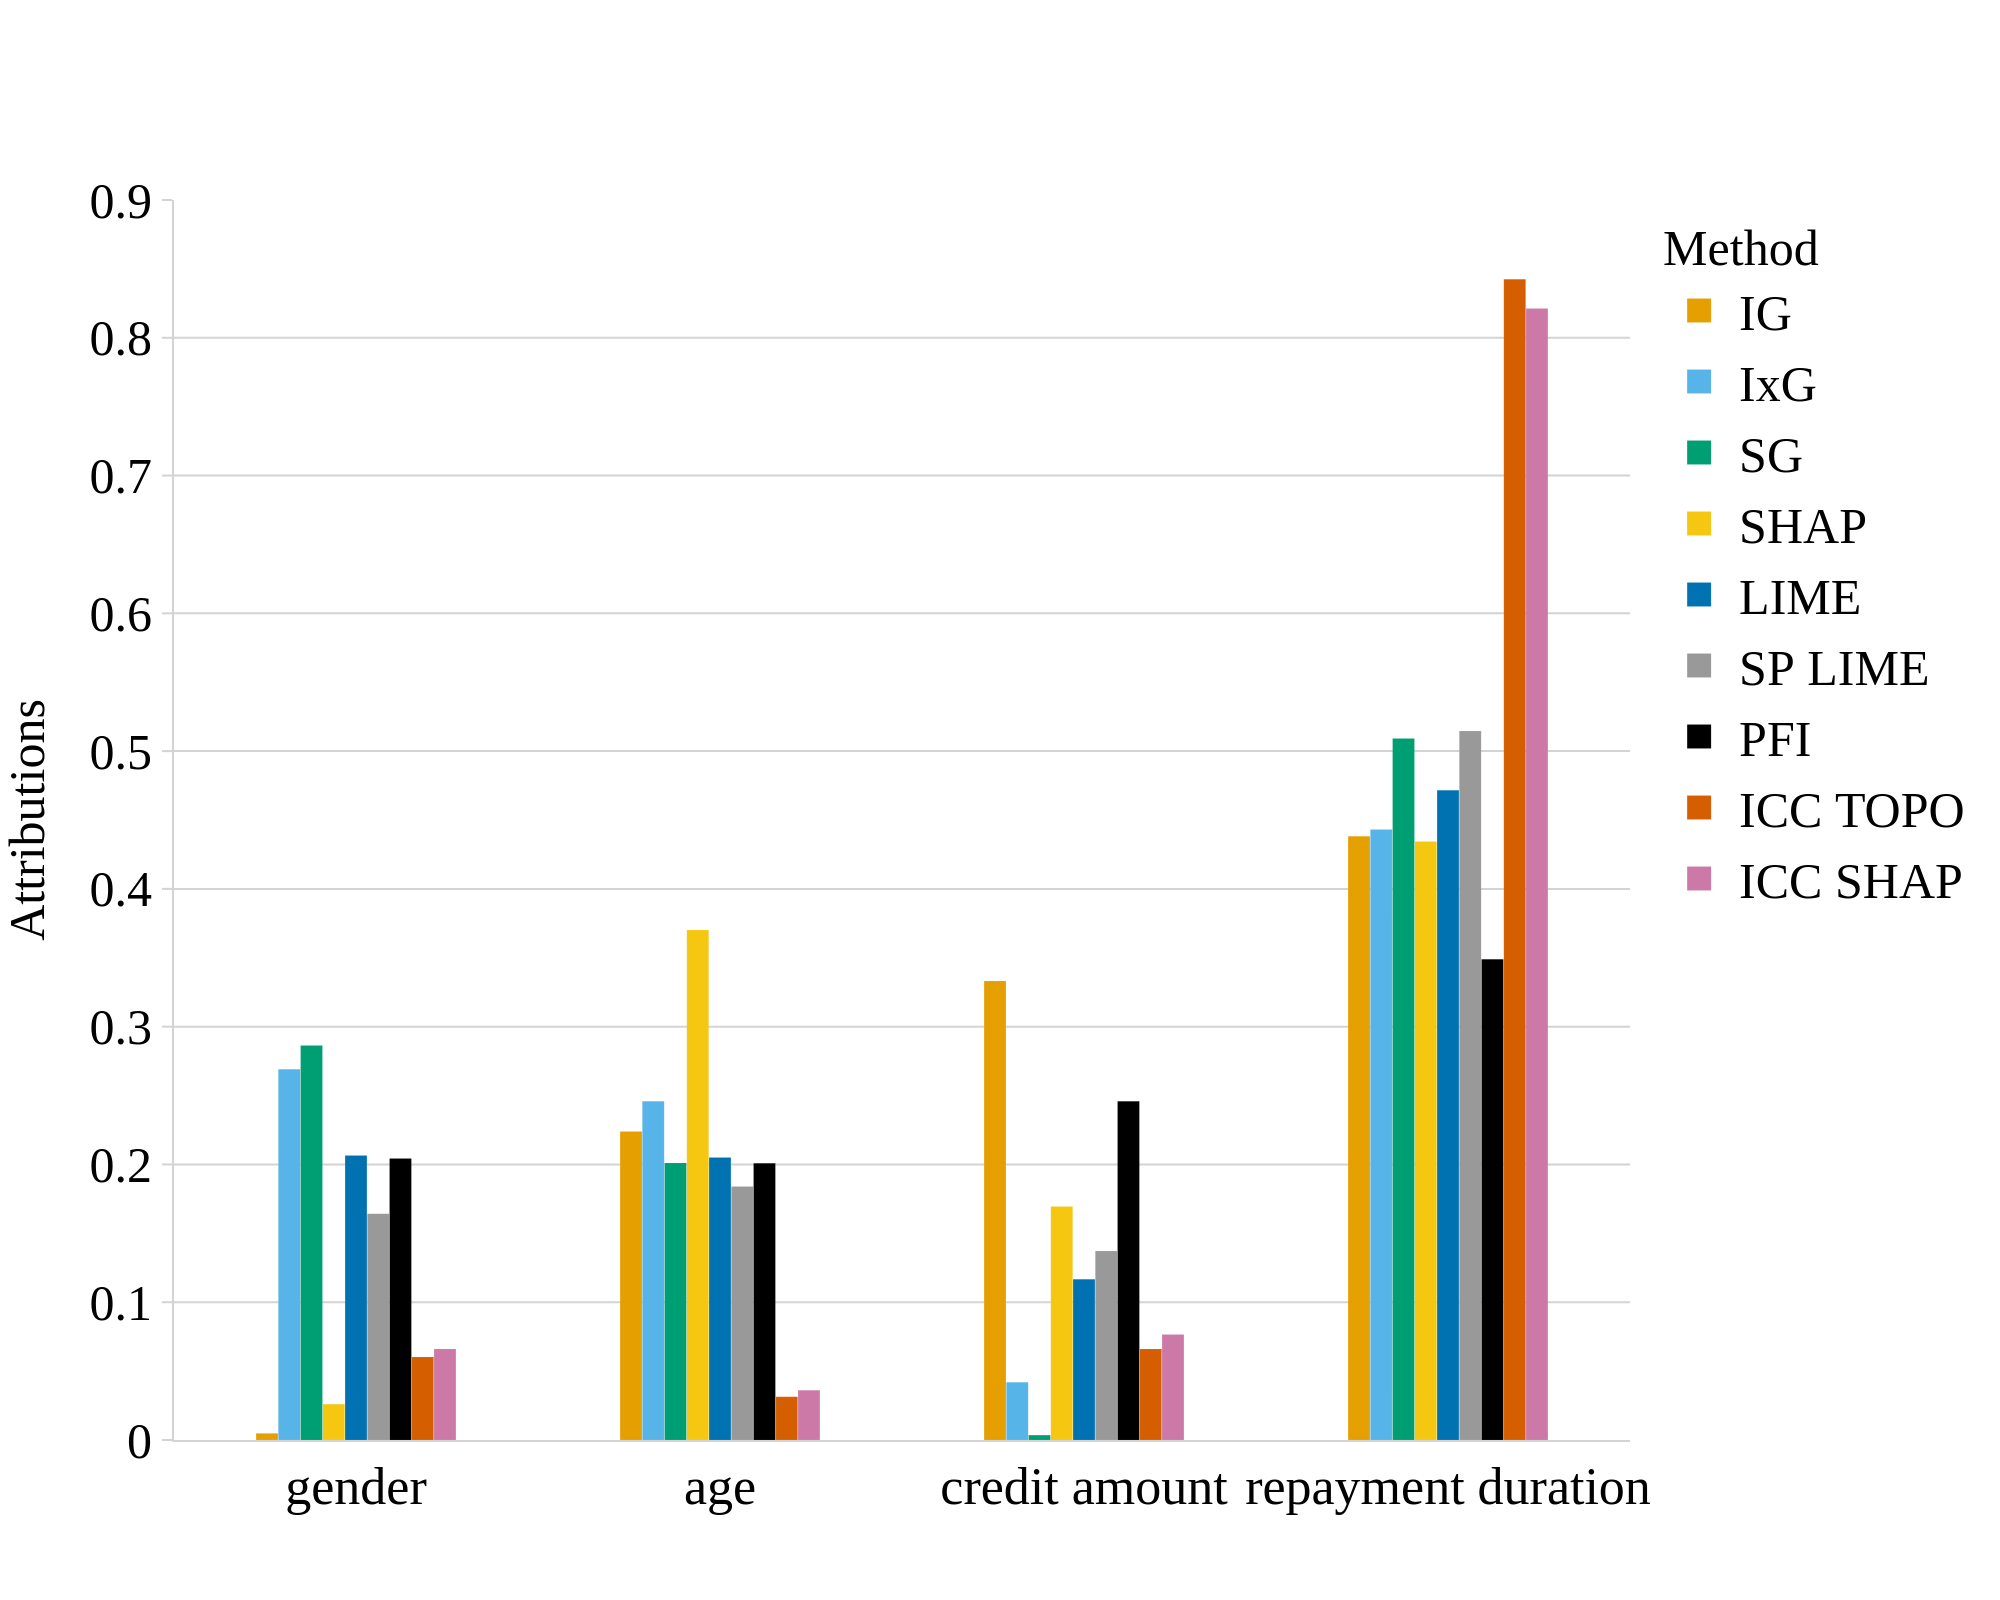 0.9
0.8
0.7
0.6
0.5
0.4
0.3
0.2
0.1
0
Attributions
gender
age
credit amount
repayment duration
Method
IG
IxG
SG
SHAP
LIME
SP LIME
PFI
ICC TOPO
ICC SHAP